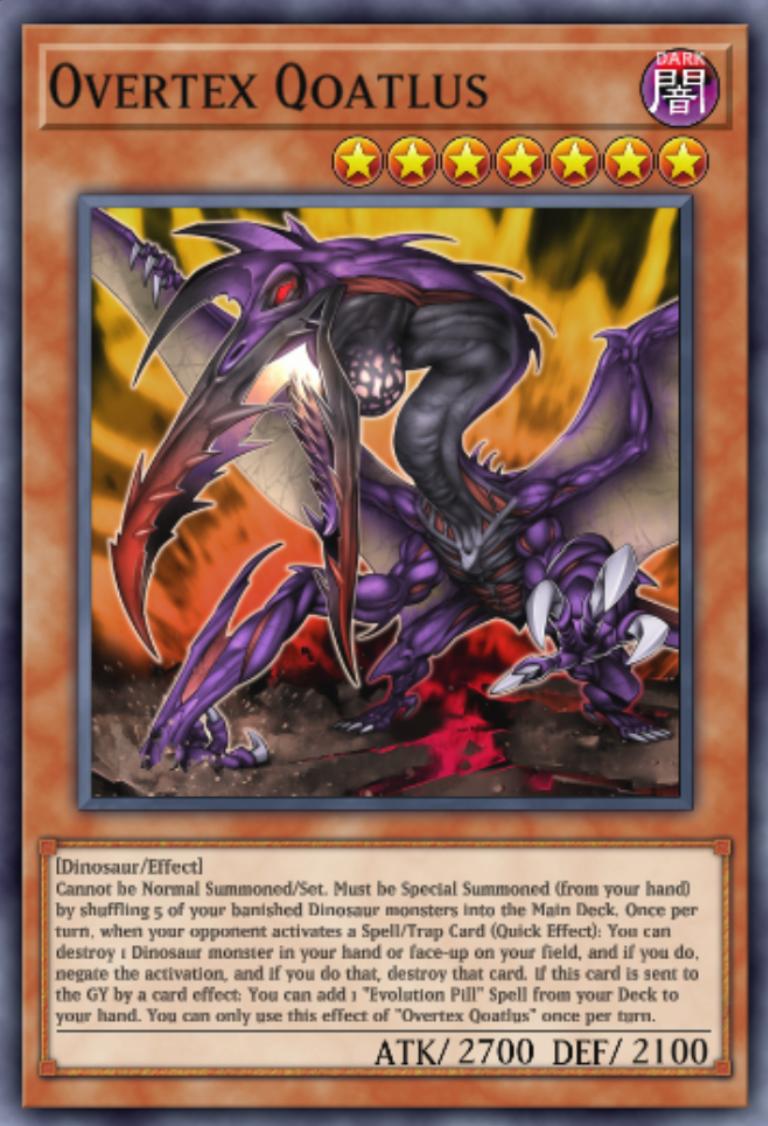 Overtex Qoatlus
DARK
闇
[Dinosaur/Effect]
Cannot be Normal Summoned/Set. Must be Special Summoned (from your hand)
by shuffling 5 of your banished Dinosaur monsters into the Main Deck. Once per
turn, when your opponent activates a Spell/Trap Card (Quick Effect): You can
destroy 1 Dinosaur monster in your hand or face-up on your field, and if you do,
negate the activation, and if you do that, destroy that card. If this card is sent to
the GY by a card effect: You can add 1 "Evolution Pill" Spell from your Deck to
your hand. You can only use this effect of "Overtex Qoatlus" once per turn.
ATK/ 2700 DEF/ 2100